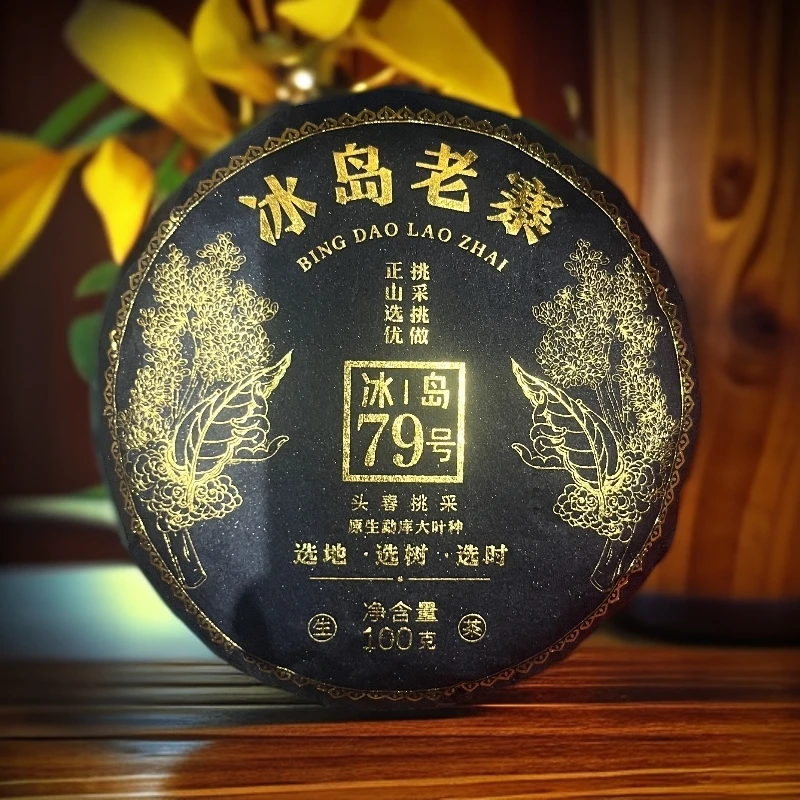 冰岛老寨
BING DAO LAO ZHAI
挑采挑做
正山选优
冰岛
79号
头春挑采
原生勐库大叶种
选地·选树·选时
净含量
生 100克 茶